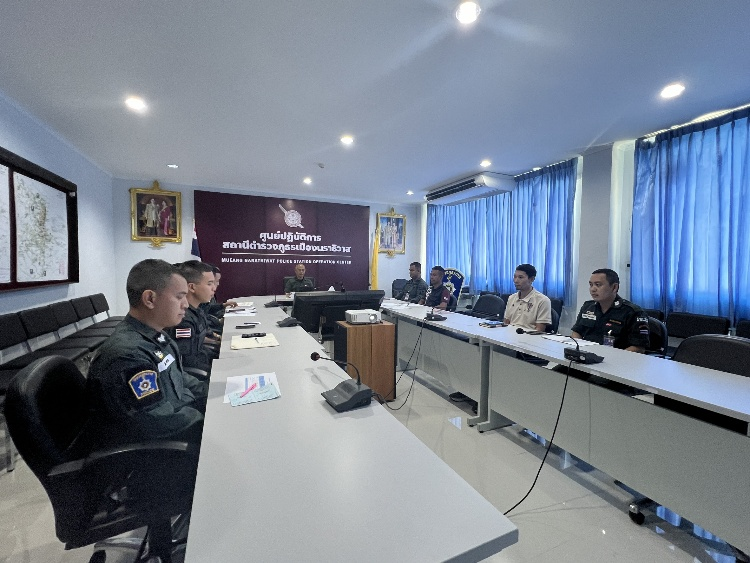 ศูนย์ปฏิบัติการ
สถานีตำรวจภูธรเมืองนราธิวาส
MUEANG NARATHIWAT POLICE STATION OPERATION CENTER